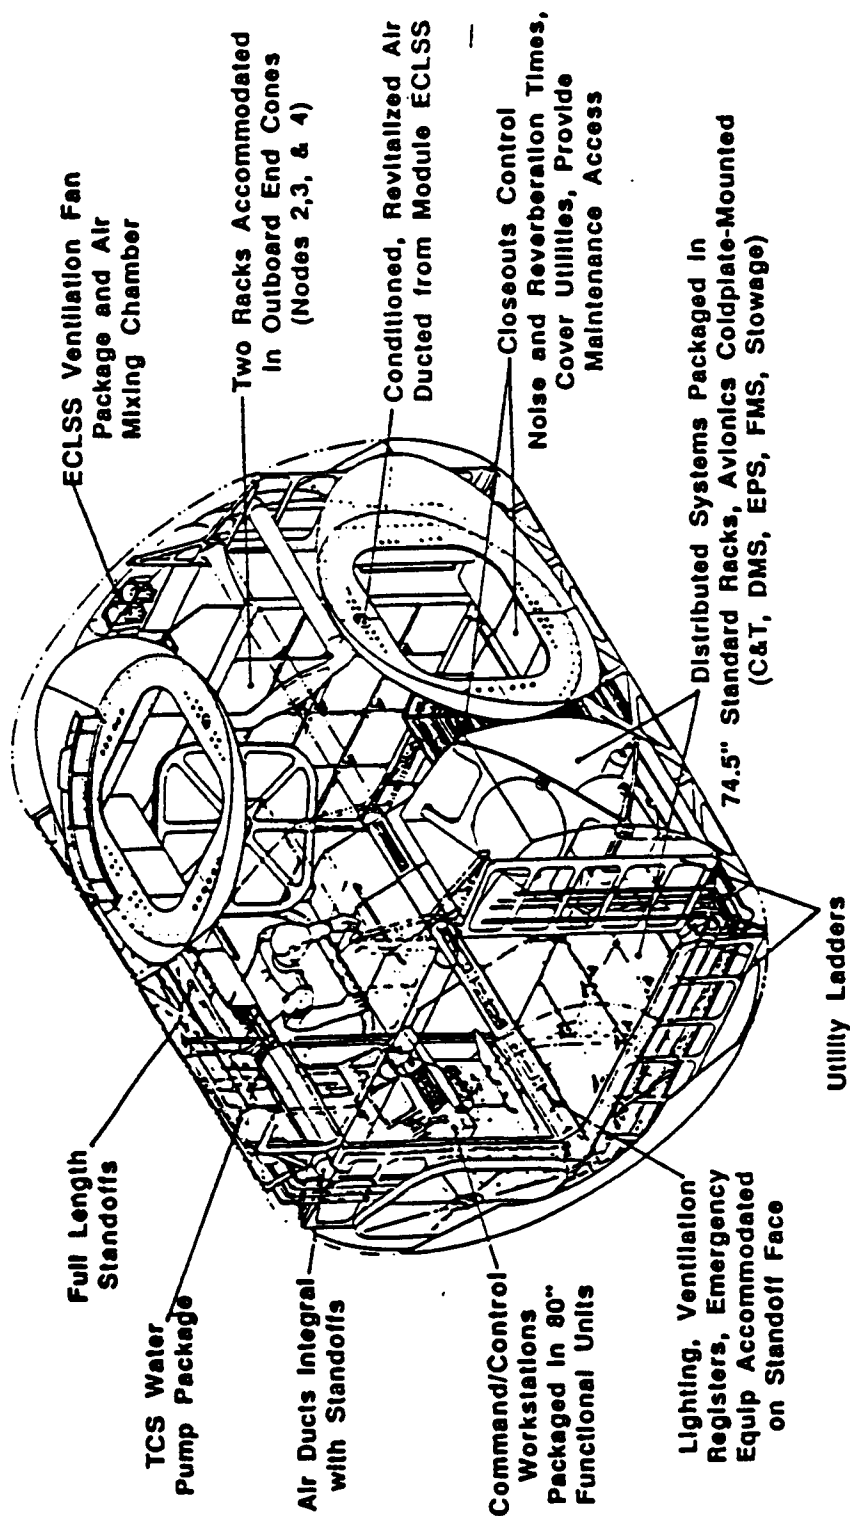 ECLSS Ventilation Fan
Package and Air
Mixing Chamber
Two Racks Accommodated
in Outboard End Cones
(Nodes 2,3, & 4)
Conditioned, Revitalized Air
Ducted from Module ECLSS
Closeouts Control
Noise and Reverberation Times,
Cover Utilities, Provide
Maintenance Access
Distributed Systems Packaged in
74.5" Standard Racks, Avionics Coldplate-Mounted
(C&T, DMS, EPS, FMS, Stowage)
Utility Ladders
Full Length
Standoffs
TCS Water
Pump Package
Air Ducts Integral
with Standoffs
Command/Control
Workstations
Packaged in 80"
Functional Units
Lighting, Ventilation
Registers, Emergency
Equip Accommodated
on Standoff Face